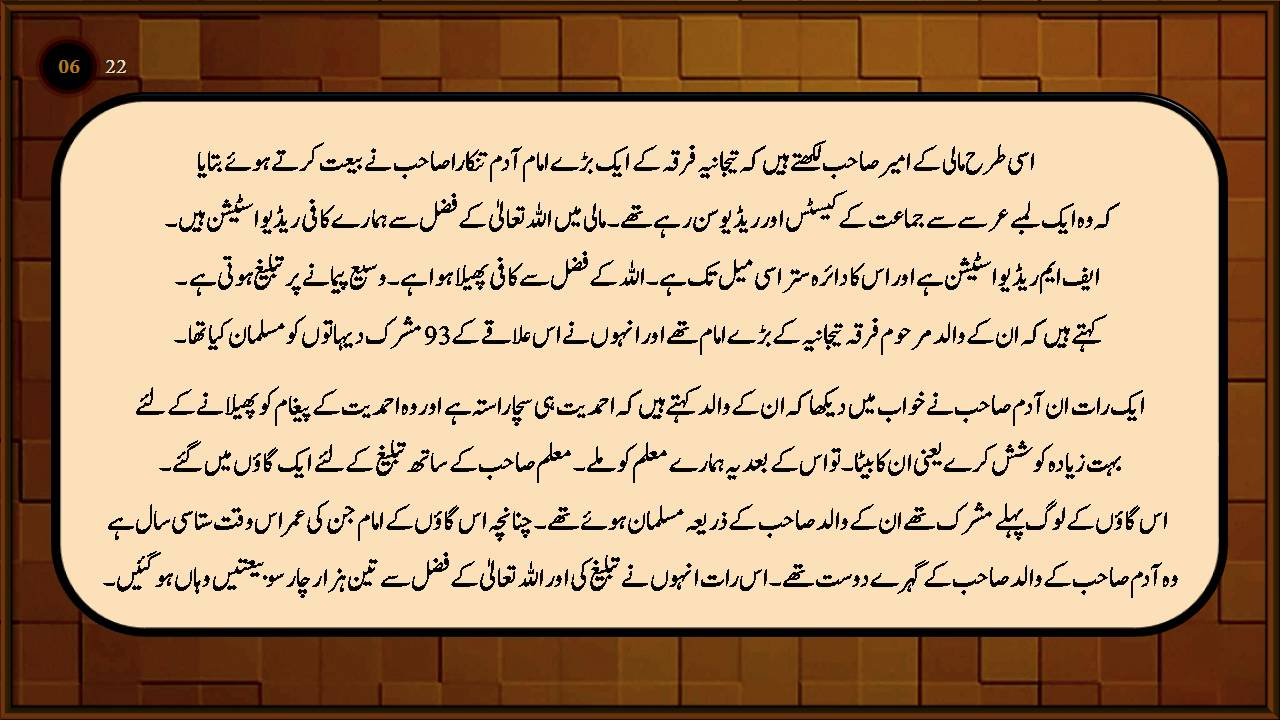 06 22
اسی طرح مالی کے امیر صاحب لکھتے ہیں کہ تیجانیہ فرقہ کے ایک بڑے امام آدم تنکارا صاحب نے بیعت کرتے ہوئے بتایا
کہ وہ ایک لمبے عرصے سے جماعت کے کیسٹس اور ریڈیو سن رہے تھے۔ مالی میں اللہ تعالیٰ کے فضل سے ہمارے کافی ریڈیو اسٹیشن ہیں۔
ایف ایم ریڈیو اسٹیشن ہے اور اس کا دائرہ ستر اسی میل تک ہے۔ اللہ کے فضل سے کافی پھیلا ہوا ہے۔ وسیع پیمانے پر تبلیغ ہوتی ہے۔
کہتے ہیں کہ ان کے والد مرحوم فرقہ تیجانیہ کے بڑے امام تھے اور انہوں نے اس علاقے کے 93 مشرک دیہاتوں کو مسلمان کیا تھا۔
ایک رات ان آدم صاحب نے خواب میں دیکھا کہ ان کے والد کہتے ہیں کہ احمدیت ہی سچا راستہ ہے اور وہ احمدیت کے پیغام کو پھیلانے کے لئے
بہت زیادہ کوشش کرے یعنی ان کا بیٹا۔ تو اس کے بعد یہ ہمارے معلم کو ملے۔ معلم صاحب کے ساتھ تبلیغ کے لئے ایک گاؤں میں گئے۔
اس گاؤں کے لوگ پہلے مشرک تھے ان کے والد صاحب کے ذریعہ مسلمان ہوئے تھے۔ چنانچہ اس گاؤں کے امام جن کی عمر اس وقت ستاسی سال ہے
وہ آدم صاحب کے والد صاحب کے گہرے دوست تھے۔ اس رات انہوں نے تبلیغ کی اور اللہ تعالیٰ کے فضل سے تین ہزار چار سو بیعتیں وہاں ہو گئیں۔